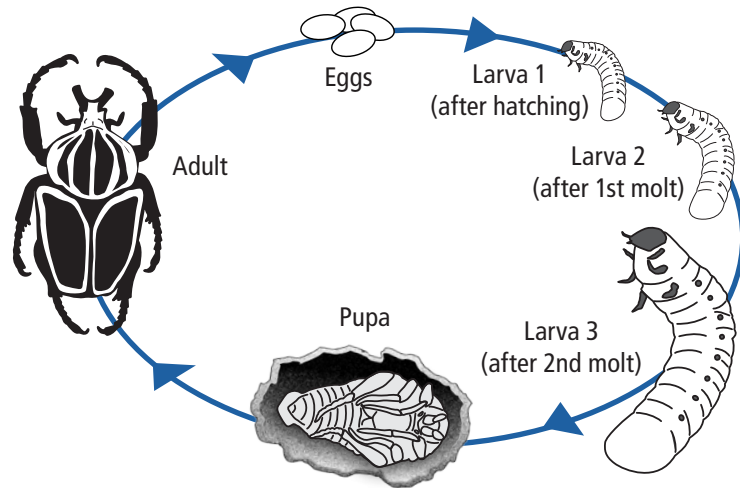 Eggs
Larva 1
(after hatching)
Larva 2
(after 1st molt)
Adult
Pupa
Larva 3
(after 2nd molt)